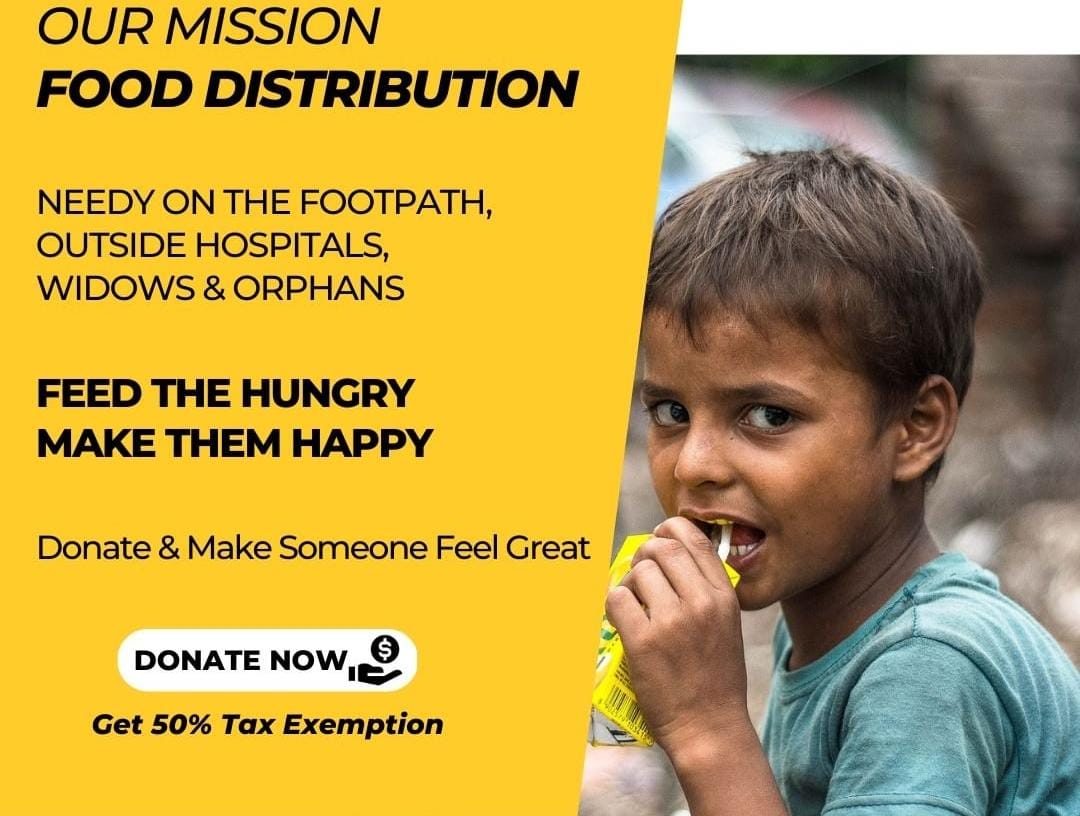 OUR MISSION
FOOD DISTRIBUTION
NEEDY ON THE FOOTPATH,
OUTSIDE HOSPITALS,
WIDOWS & ORPHANS
FEED THE HUNGRY
MAKE THEM HAPPY
Donate & Make Someone Feel Great
DONATE NOW
Get 50% Tax Exemption